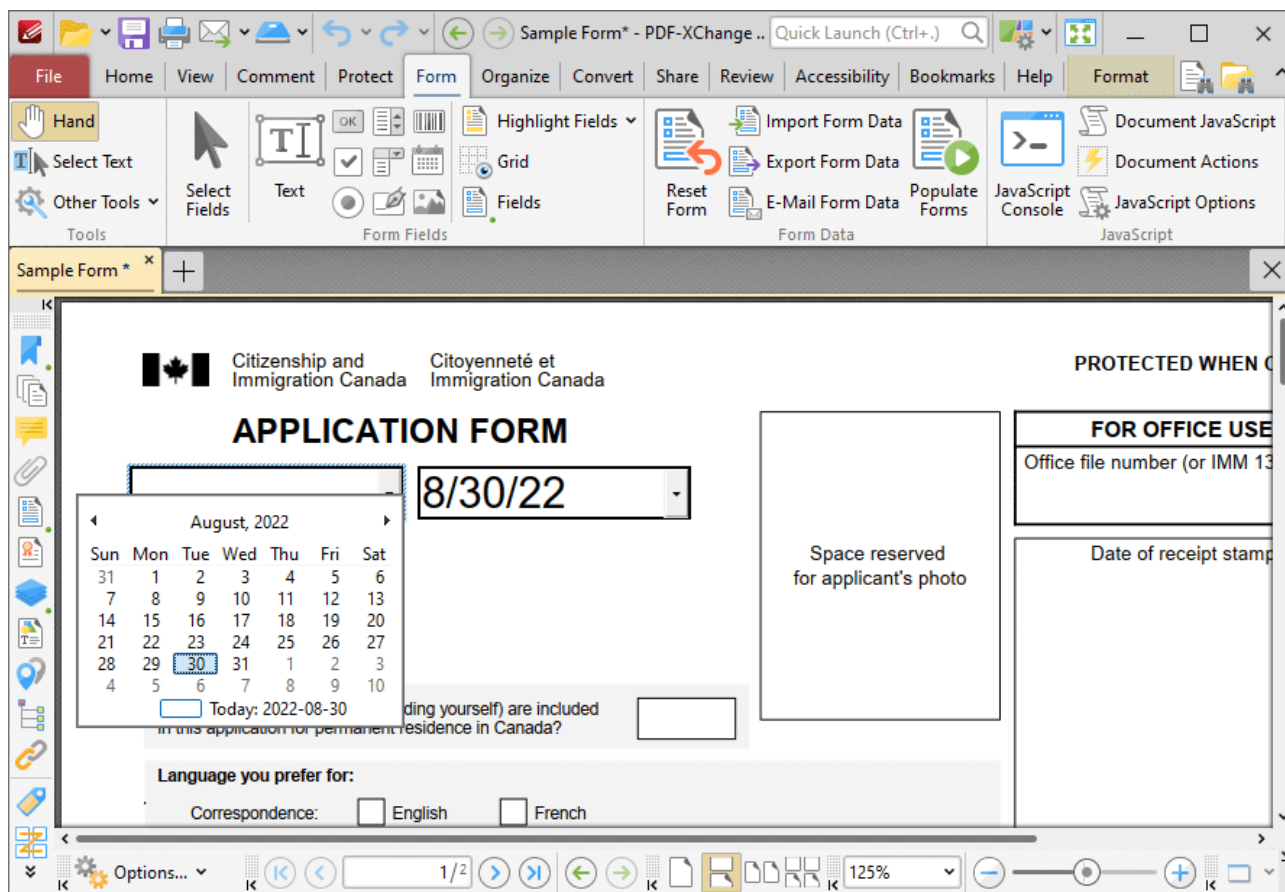 Sample Form* - PDF-XChange ..
Quick Launch (Ctrl+.)
File Home View Comment Protect Form Organize Convert Share Review Accessibility Bookmarks Help Format
Hand
Select Text
Other Tools
Tools
Select Fields
Text
OK
Highlight Fields
Grid
Fields
Form Fields
Reset Form
Import Form Data
Export Form Data
E-Mail Form Data
Populate Forms
Form Data
JavaScript Console
Document JavaScript
Document Actions
JavaScript Options
JavaScript
Sample Form *
Citizenship and Immigration Canada
Citoyenneté et Immigration Canada
PROTECTED WHEN
APPLICATION FORM
8/30/22
August, 2022
Sun Mon Tue Wed Thu Fri Sat
31 1 2 3 4 5 6
7 8 9 10 11 12 13
14 15 16 17 18 19 20
21 22 23 24 25 26 27
28 29 30 31 1 2 3
4 5 6 7 8 9 10
Today: 2022-08-30
Space reserved
for applicant's photo
FOR OFFICE USE
Office file number (or IMM 13
Date of receipt stamp
ding yourself) are included
in this application for permanent residence in Canada?
Language you prefer for:
Correspondence: English French
Options...
1/2
125%